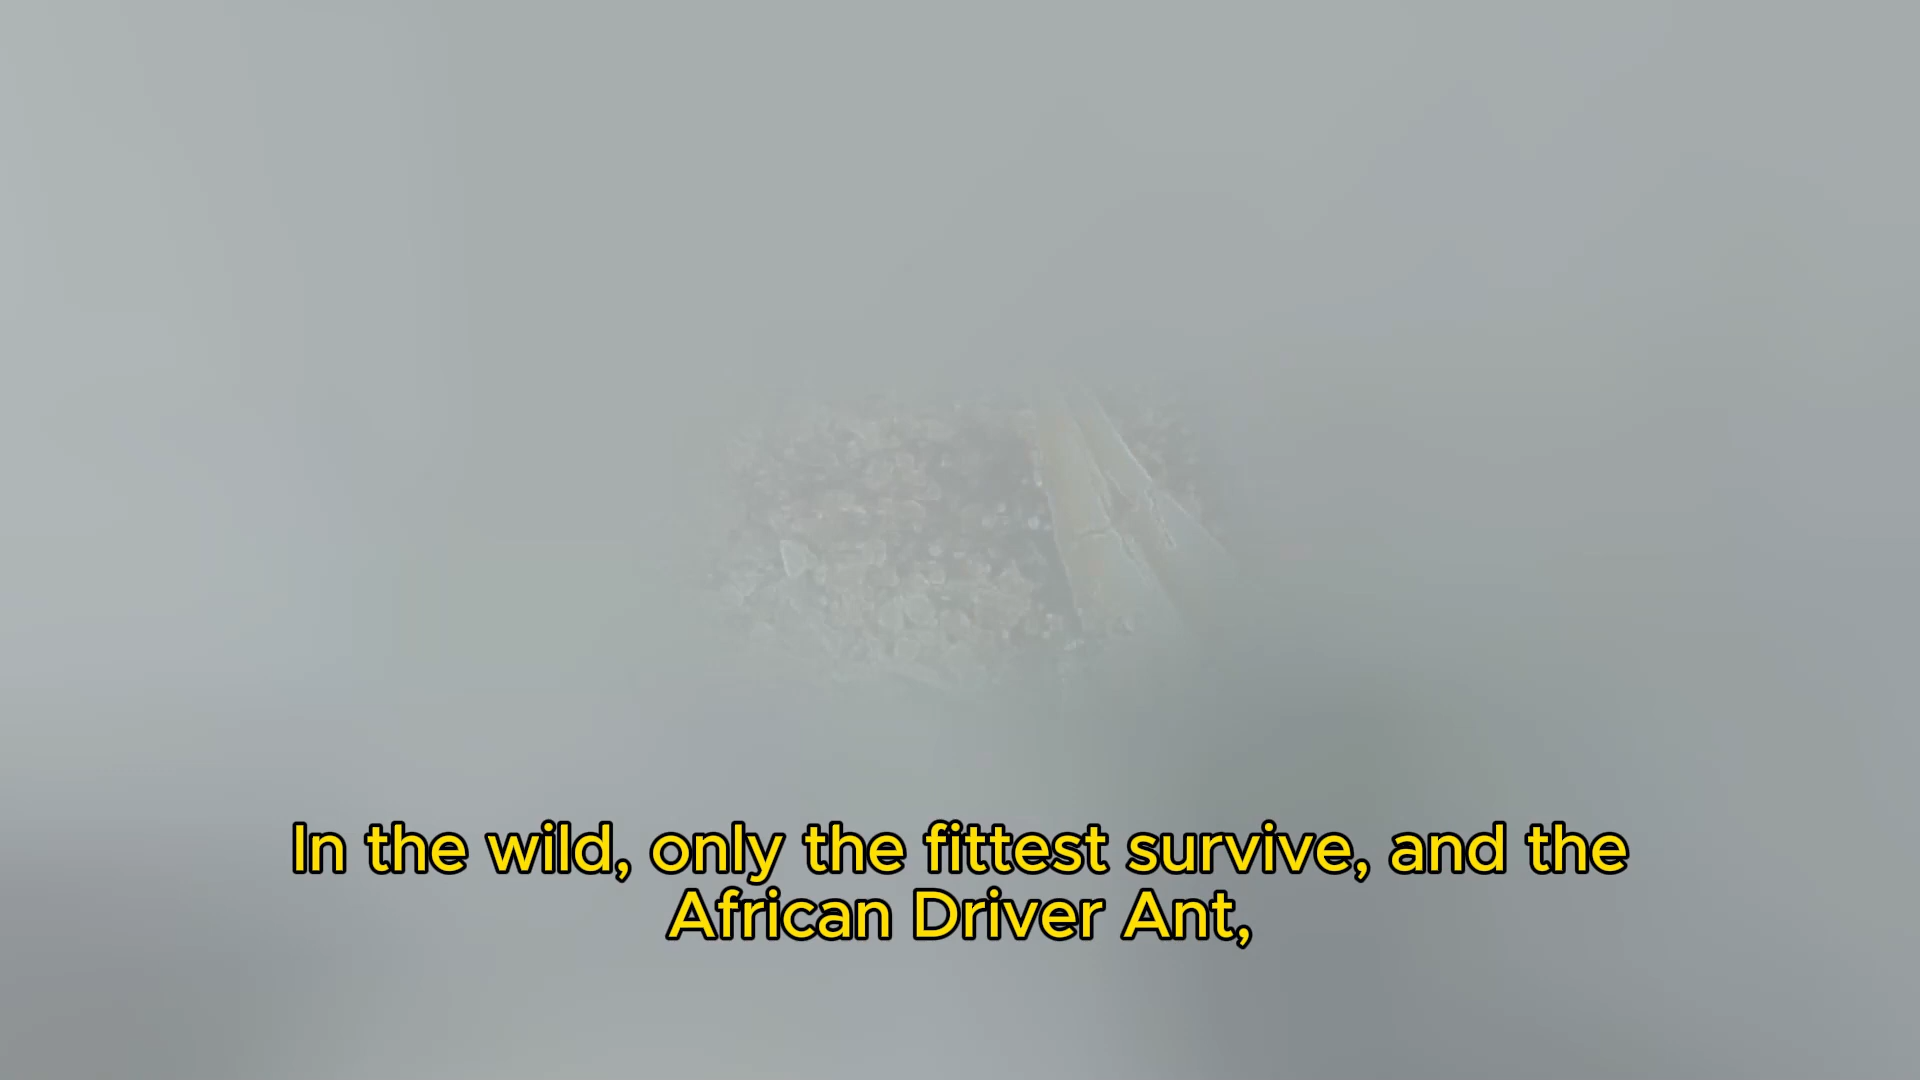 In the wild, only the fittest survive, and the
African Driver Ant,